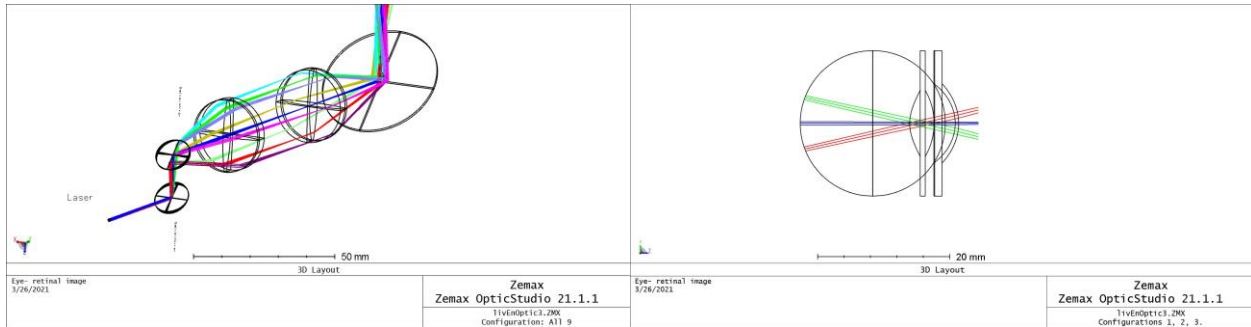 Laser
50 mm
3D Layout
Eye- retinal image
3/26/2021
Zemax
Zemax OpticStudio 21.1.1
livEnOptic3.ZMX
Configuration: All 9
20 mm
3D Layout
Eye- retinal image
3/26/2021
Zemax
Zemax OpticStudio 21.1.1
livEnOptic3.ZMX
Configurations 1, 2, 3.